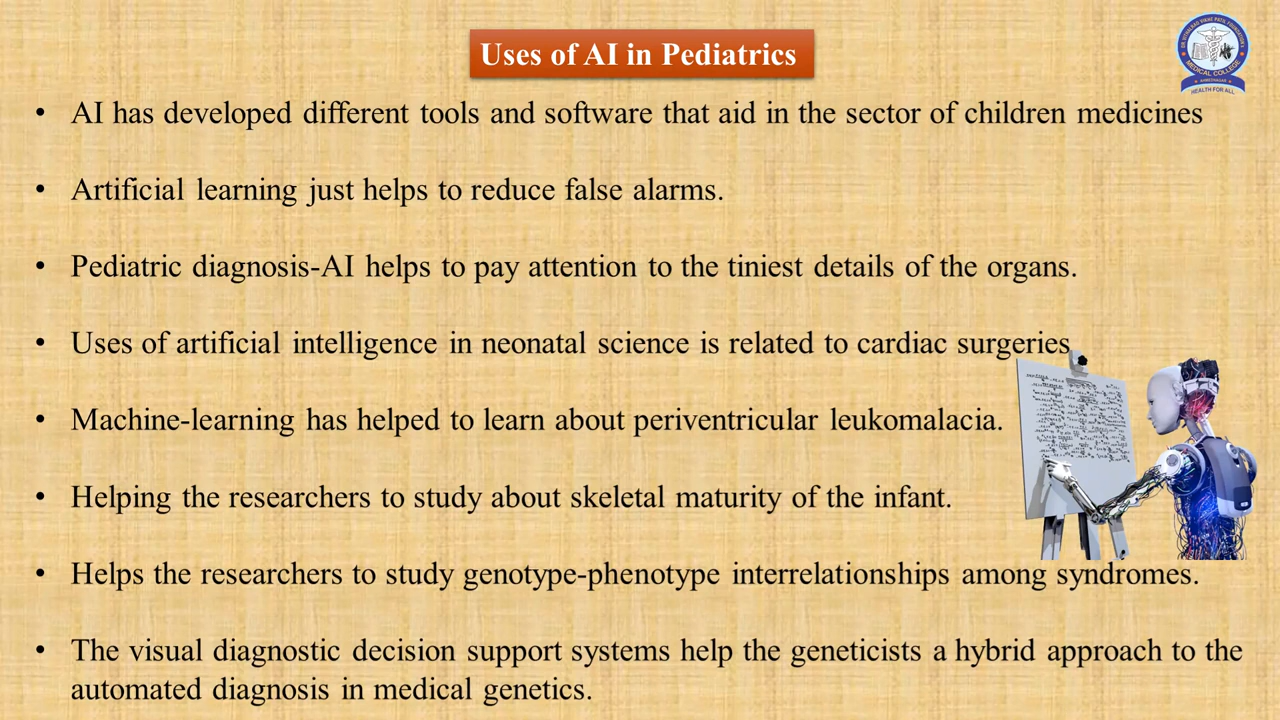 Uses of AI in Pediatrics
MEDICAL COLLEGE
AHMEDNAGAR
HEALTH FOR ALL
• AI has developed different tools and software that aid in the sector of children medicines
• Artificial learning just helps to reduce false alarms.
• Pediatric diagnosis-AI helps to pay attention to the tiniest details of the organs.
• Uses of artificial intelligence in neonatal science is related to cardiac surgeries
• Machine-learning has helped to learn about periventricular leukomalacia.
• Helping the researchers to study about skeletal maturity of the infant.
• Helps the researchers to study genotype-phenotype interrelationships among syndromes.
• The visual diagnostic decision support systems help the geneticists a hybrid approach to the
automated diagnosis in medical genetics.